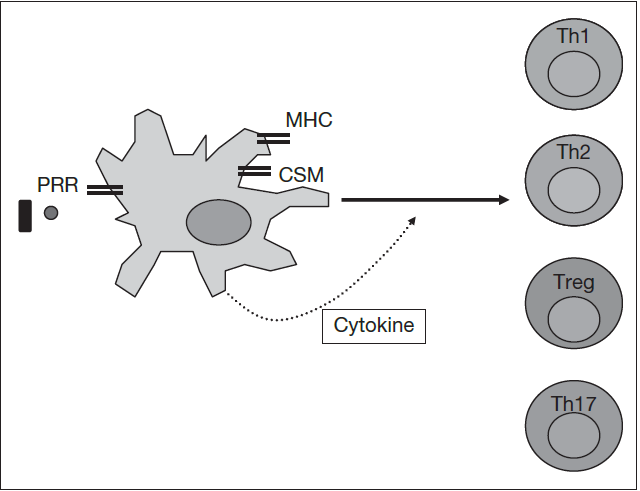 Th1
MHC
Th2
CSM
PRR
Treg
Cytokine
Th17